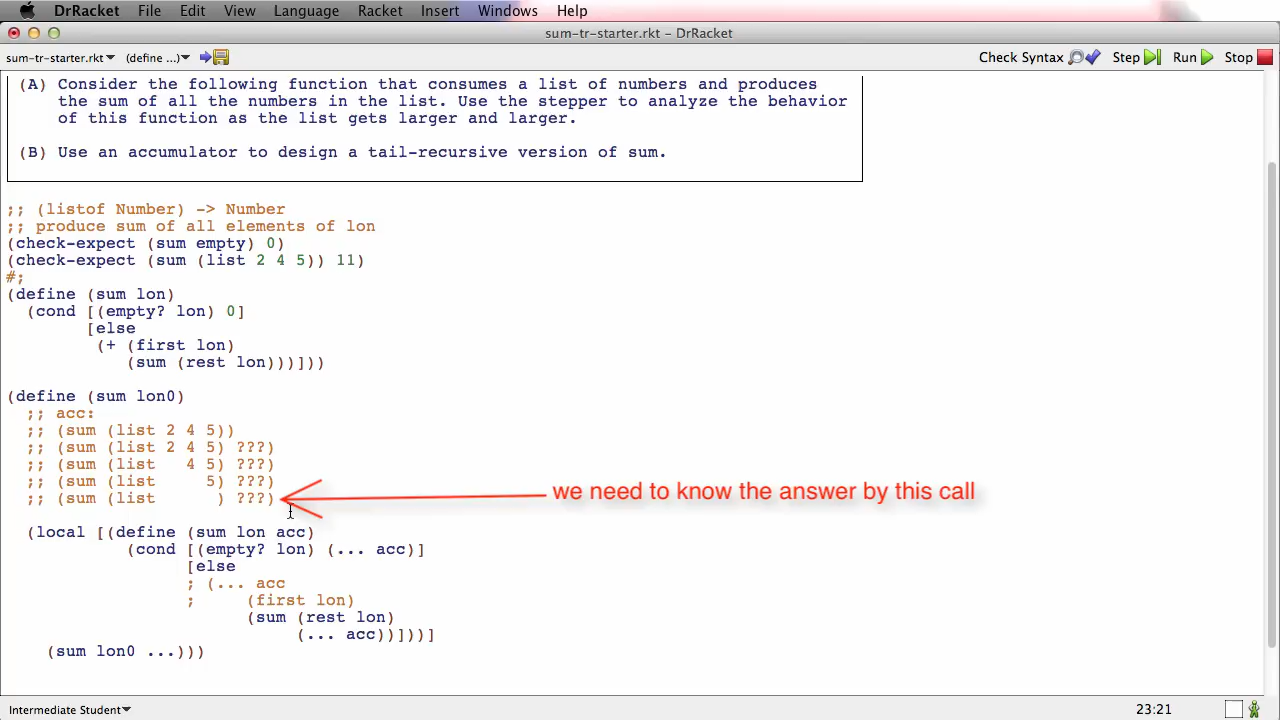 DrRacket File Edit View Language Racket Insert Windows Help
sum-tr-starter.rkt - DrRacket
sum-tr-starter.rkt▾ (define ...)▾ Check Syntax Step Run Stop
(A) Consider the following function that consumes a list of numbers and produces
the sum of all the numbers in the list. Use the stepper to analyze the behavior
of this function as the list gets larger and larger.
(B) Use an accumulator to design a tail-recursive version of sum.
;; (listof Number) -> Number
;; produce sum of all elements of lon
(check-expect (sum empty) 0)
(check-expect (sum (list 2 4 5)) 11)
#;
(define (sum lon)
(cond [(empty? lon) 0]
[else
(+ (first lon)
(sum (rest lon)))]))
(define (sum lon0)
;; acc:
;; (sum (list 2 4 5))
;; (sum (list 2 4 5) ???)
;; (sum (list 4 5) ???)
;; (sum (list 5) ???)
;; (sum (list ) ???)
we need to know the answer by this call
(local [(define (sum lon acc)
(cond [(empty? lon) (... acc)]
[else
; (... acc
; (first lon)
(sum (rest lon)
(... acc))]))]
(sum lon0 ...)))
Intermediate Student▾ 23:21